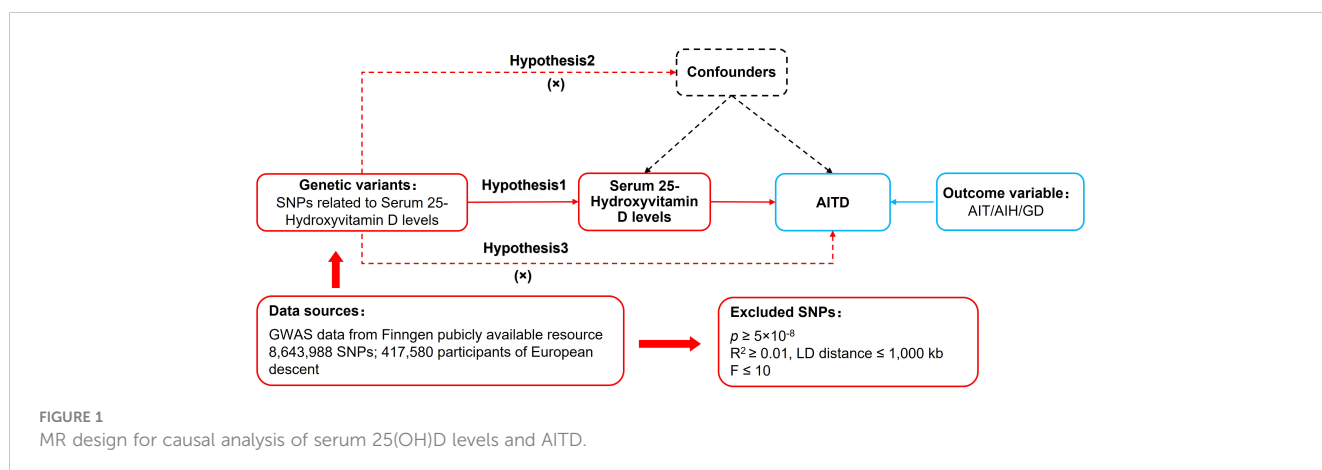 Hypothesis2
(×)
Confounders
Genetic variants：
SNPs related to Serum 25-
Hydroxyvitamin D levels
Hypothesis1
Serum 25-
Hydroxyvitamin
D levels
AITD
Outcome variable：
AIT/AIH/GD
Hypothesis3
(×)
Data sources：
GWAS data from Finngen pubicly available resource
8,643,988 SNPs; 417,580 participants of European
descent
Excluded SNPs：
p ≥ 5×10⁻⁸
R² ≥ 0.01, LD distance ≤ 1,000 kb
F ≤ 10
FIGURE 1
MR design for causal analysis of serum 25(OH)D levels and AITD.